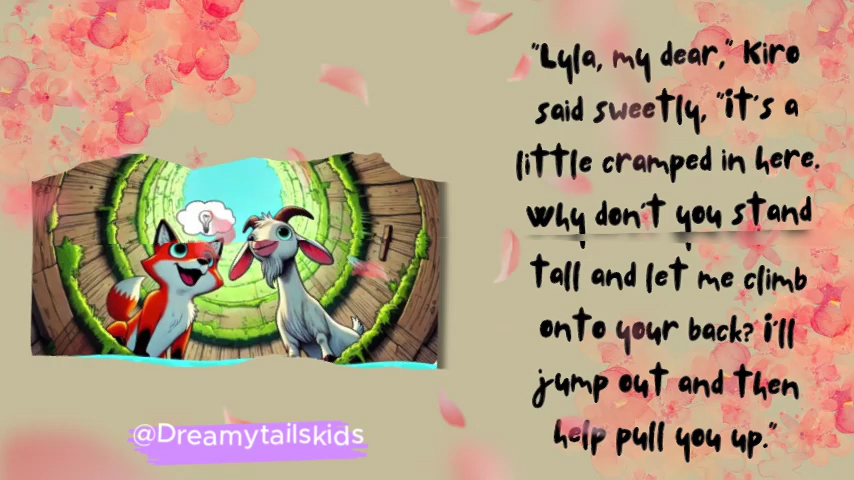 "Lyla, my dear," Kiro
said sweetly, "it's a
little cramped in here.
Why don't you stand
tall and let me climb
onto your back? i'll
jump out and then
help pull you up."
@Dreamytailskids